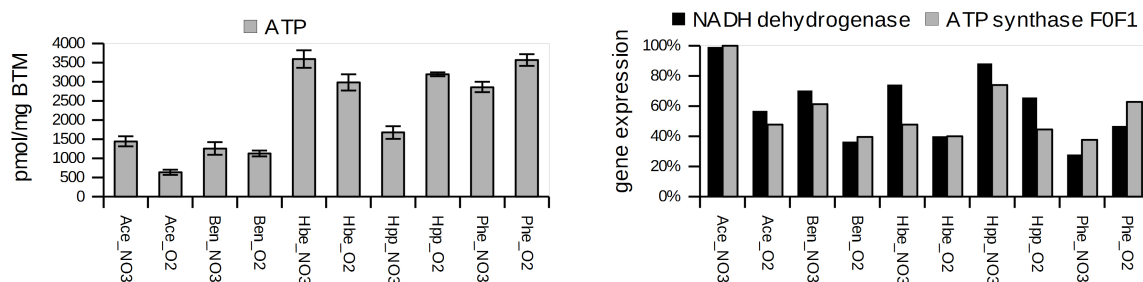 ATP
pmol/mg BTM
4000
3500
3000
2500
2000
1500
1000
500
0
Ace_NO3
Ace_O2
Ben_NO3
Ben_O2
Hbe_NO3
Hbe_O2
Hpp_NO3
Hpp_O2
Phe_NO3
Phe_O2
NADH dehydrogenase ATP synthase F0F1
gene expression
100%
80%
60%
40%
20%
0%
Ace_NO3
Ace_O2
Ben_NO3
Ben_O2
Hbe_NO3
Hbe_O2
Hpp_NO3
Hpp_O2
Phe_NO3
Phe_O2